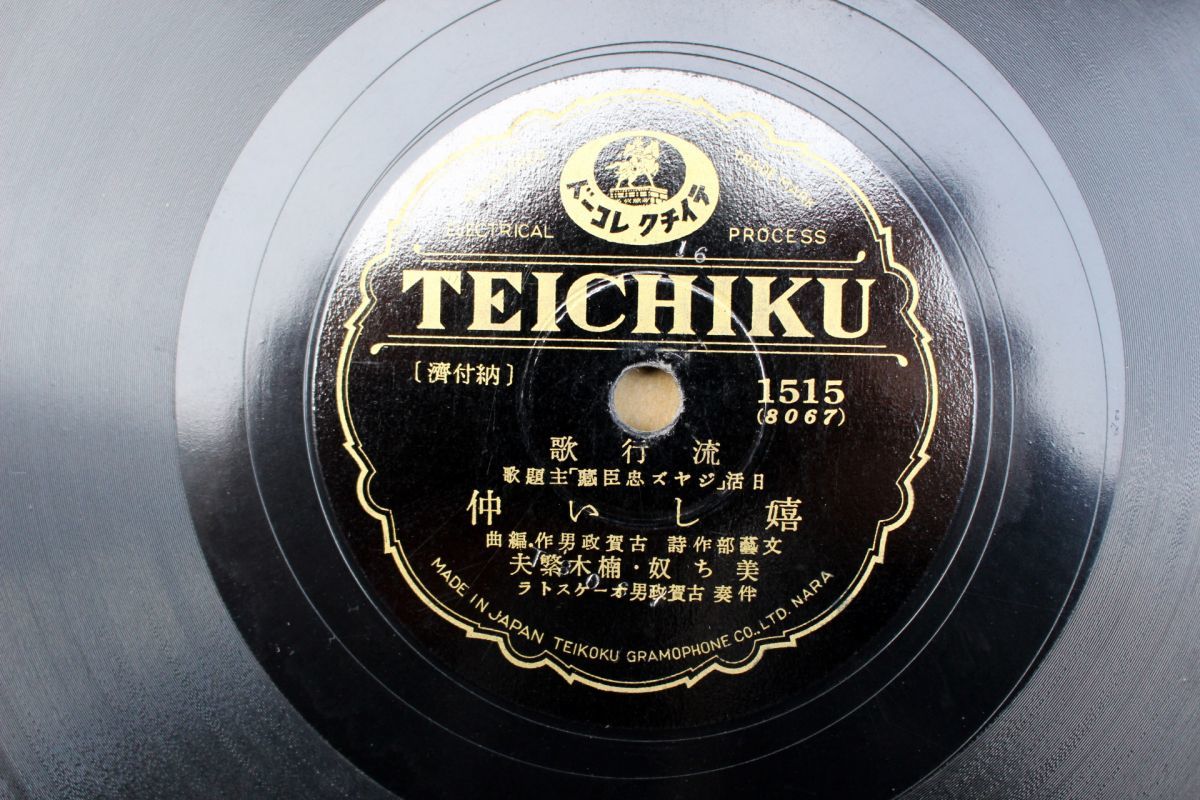 テイチクレコード
ELECTRICAL PROCESS
16
TEICHIKU
〔納付濟〕
1515
(8067)
流行歌
日活「ジヤズ忠臣藏」主題歌
嬉しい仲
文藝部作詩 古賀政男作・編曲
美ち奴・楠木繁夫
伴奏 古賀政男オーケストラ
MADE IN JAPAN TEIKOKU GRAMOPHONE CO., LTD. NARA